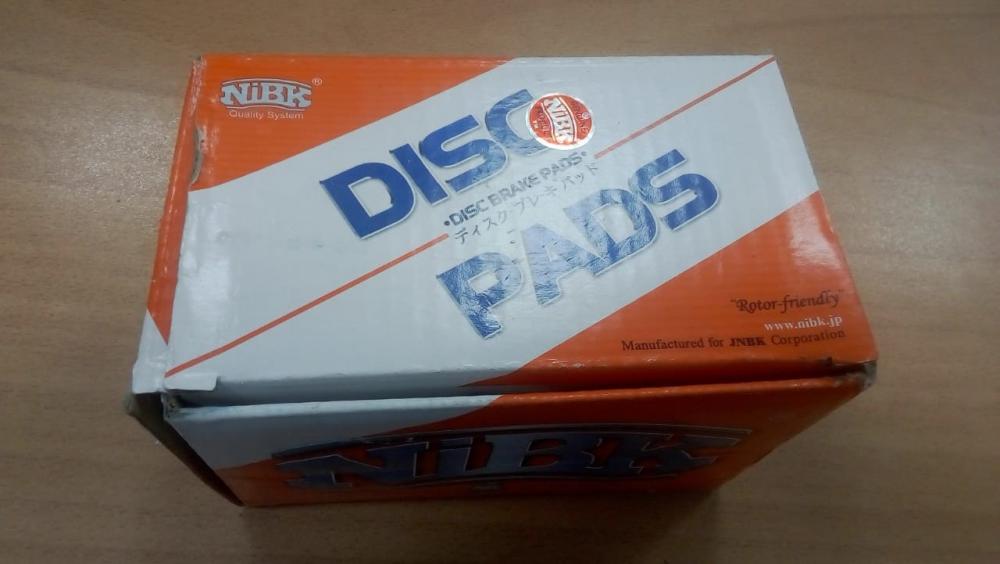 NiBK®
Quality System
DISC
NiBK
•DISC BRAKE PADS•
ディスク ブレーキ パッド
PADS
"Rotor-friendly"
www.nibk.jp
Manufactured for JNBK Corporation
NiBK